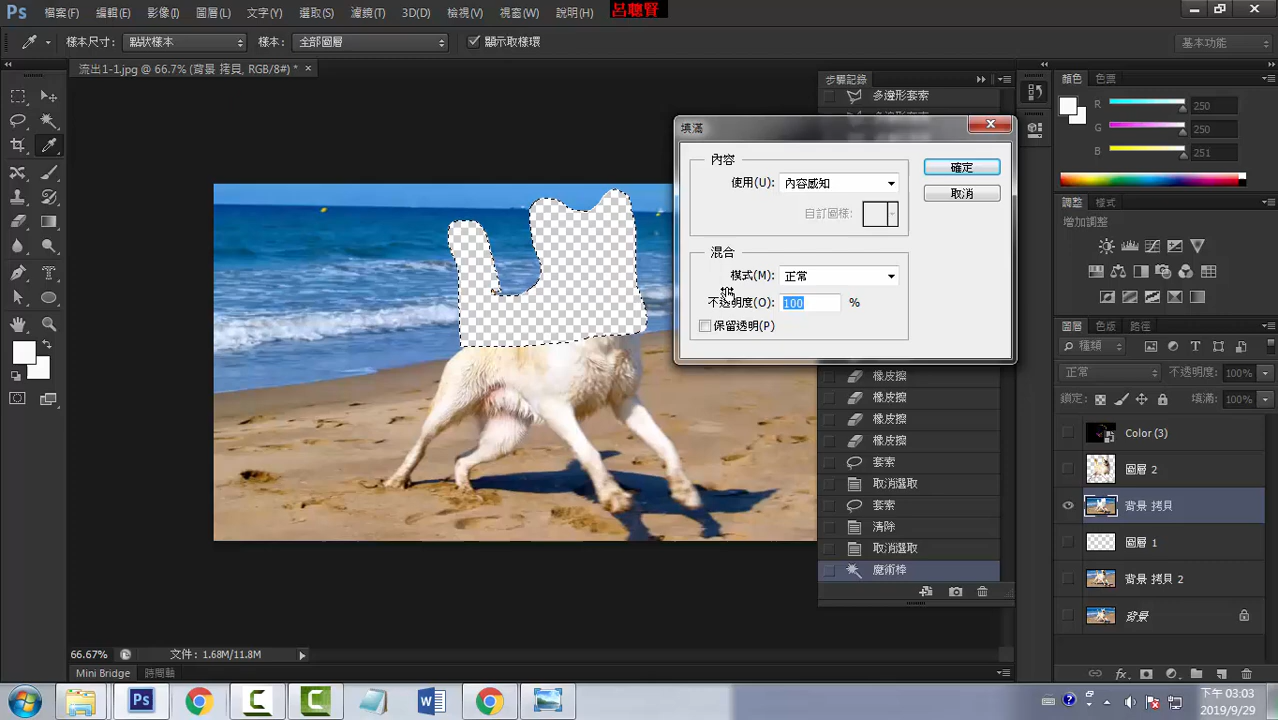 Ps 檔案(F) 編輯(E) 影像(I) 圖層(L) 文字(Y) 選取(S) 濾鏡(T) 3D(D) 檢視(V) 視窗(W) 說明(H) 呂聰賢
樣本尺寸: 點狀樣本 樣本: 全部圖層 顯示取樣環 基本功能
流出1-1.jpg @ 66.7% (背景 拷貝, RGB/8#) * ×
步驟記錄
多邊形套索
橡皮擦
橡皮擦
橡皮擦
橡皮擦
套索
取消選取
套索
清除
取消選取
魔術棒
填滿
內容
使用(U): 內容感知
自訂圖樣:
確定
取消
混合
模式(M): 正常
不透明度(O): 100 %
保留透明(P)
顏色 色票
R 250
G 250
B 251
調整 樣式
增加調整
圖層 色版 路徑
種類
正常 不透明度: 100%
鎖定: 填滿: 100%
Color (3)
圖層 2
背景 拷貝
圖層 1
背景 拷貝 2
背景
66.67% 文件: 1.68M/11.8M
Mini Bridge 時間軸
下午 03:03
2019/9/29